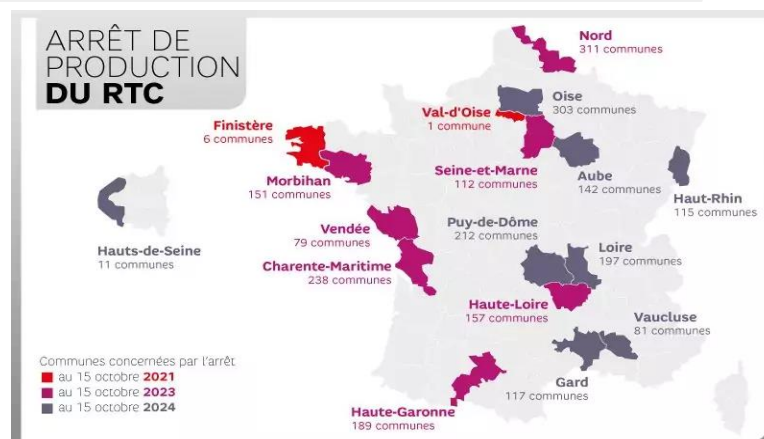 ARRÊT DE
PRODUCTION
DU RTC
Nord
311 communes
Oise
303 communes
Val-d'Oise
1 commune
Finistère
6 communes
Seine-et-Marne
112 communes
Aube
142 communes
Haut-Rhin
115 communes
Morbihan
151 communes
Hauts-de-Seine
11 communes
Vendée
79 communes
Puy-de-Dôme
212 communes
Loire
197 communes
Charente-Maritime
238 communes
Haute-Loire
157 communes
Vaucluse
81 communes
Gard
117 communes
Haute-Garonne
189 communes
Communes concernées par l'arrêt
au 15 octobre 2021
au 15 octobre 2023
au 15 octobre 2024